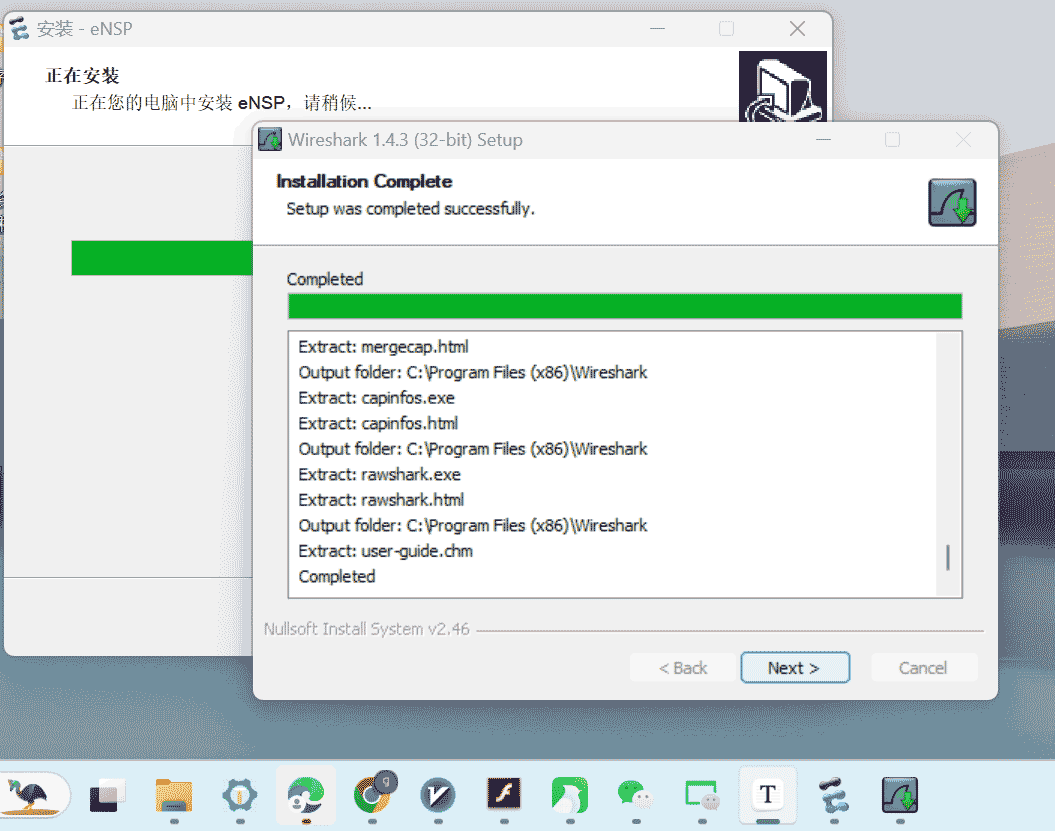 安装 - eNSP
正在安装
正在您的电脑中安装 eNSP，请稍候...
Wireshark 1.4.3 (32-bit) Setup
Installation Complete
Setup was completed successfully.
Completed
Extract: mergecap.html
Output folder: C:\Program Files (x86)\Wireshark
Extract: capinfos.exe
Extract: capinfos.html
Output folder: C:\Program Files (x86)\Wireshark
Extract: rawshark.exe
Extract: rawshark.html
Output folder: C:\Program Files (x86)\Wireshark
Extract: user-guide.chm
Completed
Nullsoft Install System v2.46
< Back
Next >
Cancel
g
T